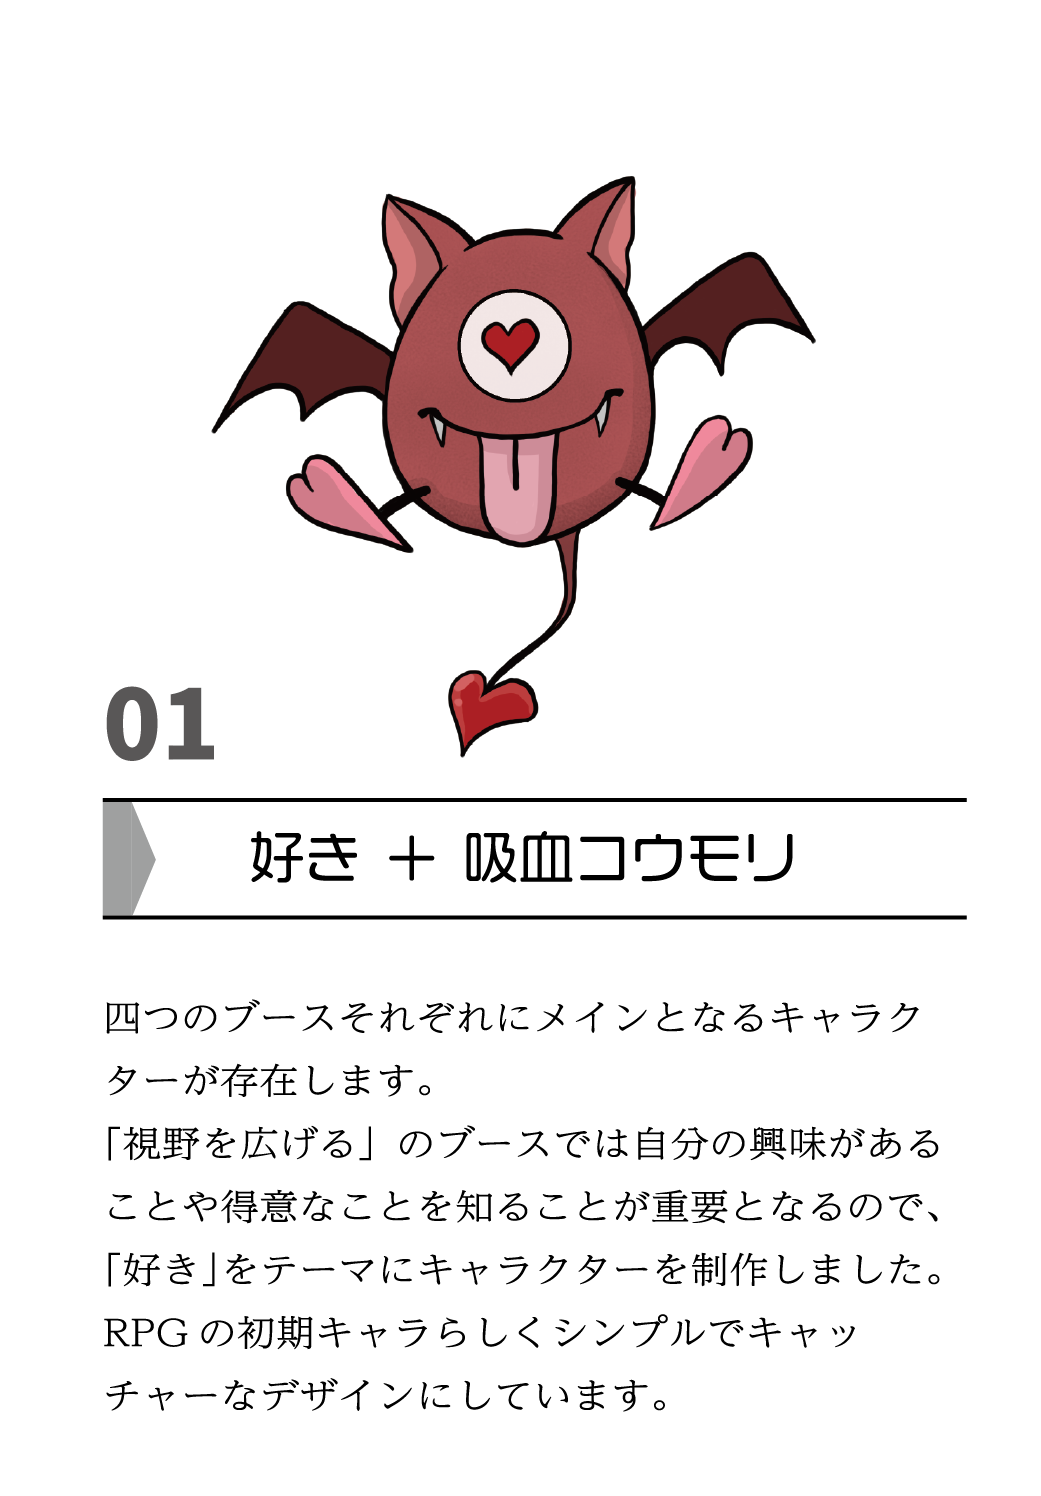 01
好き ＋ 吸血コウモリ
四つのブースそれぞれにメインとなるキャラク
ターが存在します。
「視野を広げる」のブースでは自分の興味がある
ことや得意なことを知ることが重要となるので、
「好き」をテーマにキャラクターを制作しました。
RPG の初期キャラらしくシンプルでキャッ
チャーなデザインにしています。